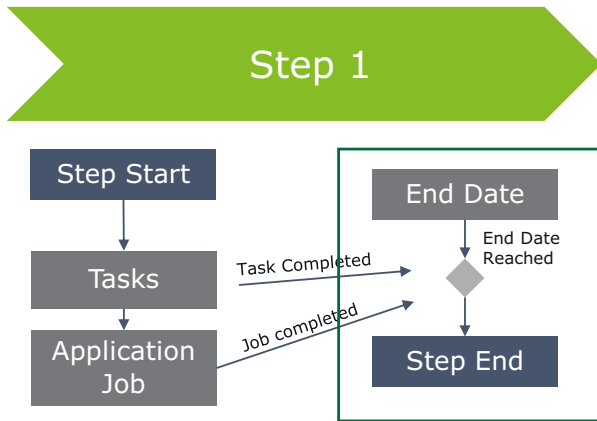 Step 1
Step Start
End Date
End Date
Reached
Tasks
Task Completed
Application
Job
Job completed
Step End